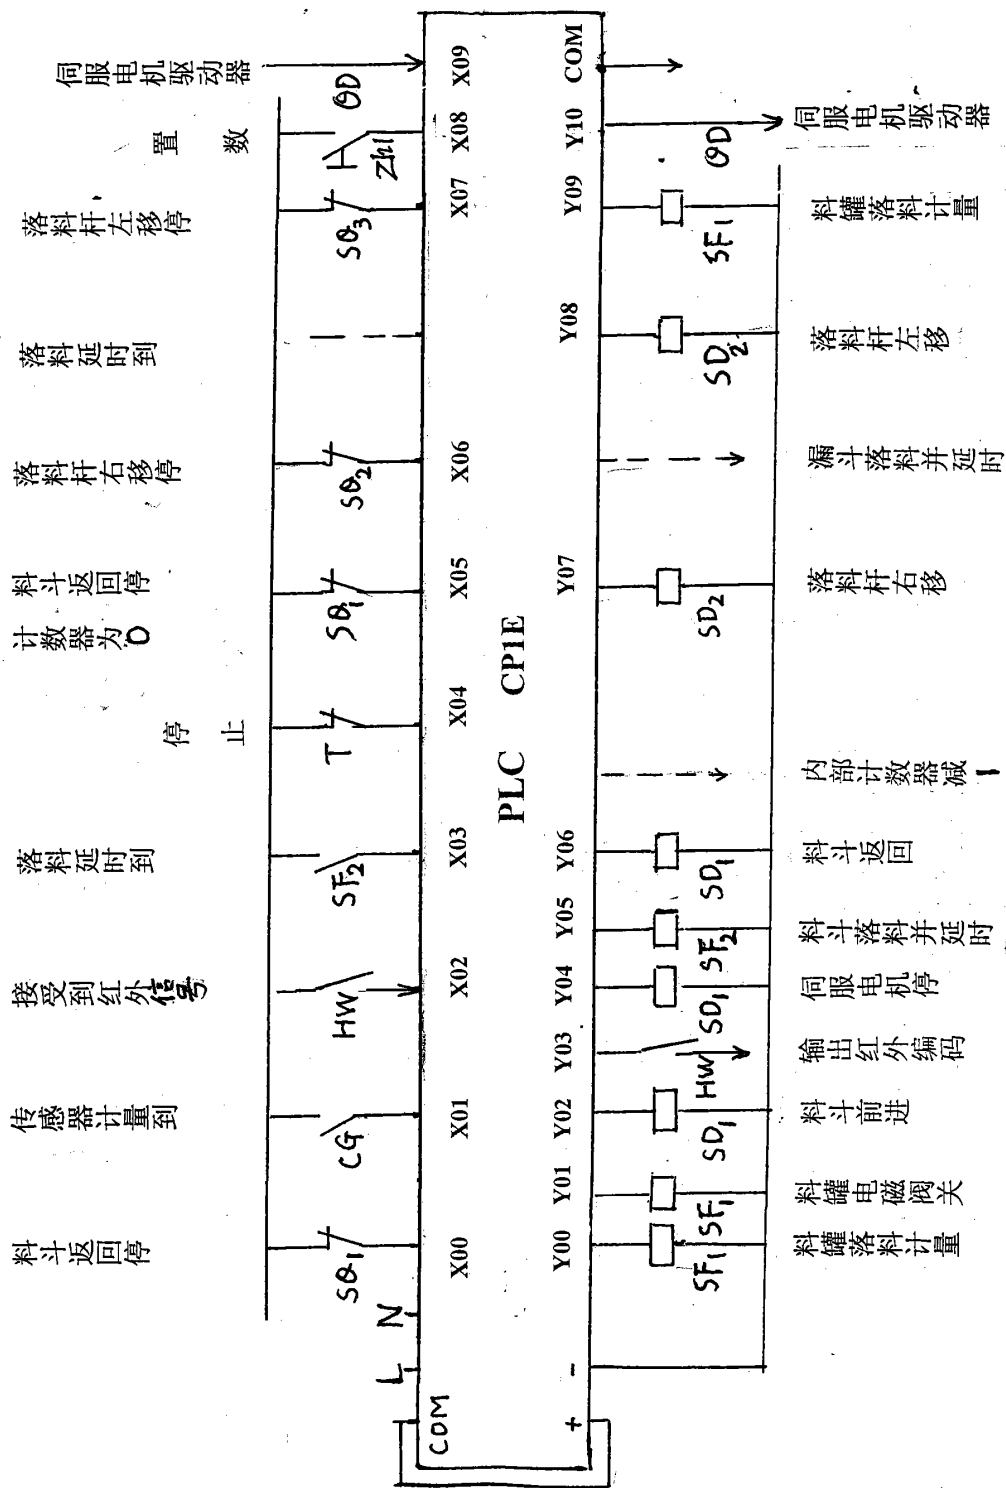 料斗返回停
传感器计量到
接受到红外信号
落料延时到
停止
计数器为0
料斗返回停
落料杆右移停
落料延时到
落料杆左移停
置数
伺服电机驱动器
L N SQ1 CG HW SF2 T SQ1 SQ2 SQ3 Zh1 QD
COM X00 X01 X02 X03 X04 X05 X06 X07 X08 X09
PLC CP1E
+ - Y00 Y01 Y02 Y03 Y04 Y05 Y06 Y07 Y08 Y09 Y10 COM
SF1 SF1 SD1 HW SD1 SF2 SD1 SD2 SD2 SF1 QD
料罐落料计量
料罐电磁阀关
料斗前进
输出红外编码
伺服电机停
料斗落料并延时
料斗返回
内部计数器减1
落料杆右移
漏斗落料并延时
落料杆左移
料罐落料计量
伺服电机驱动器